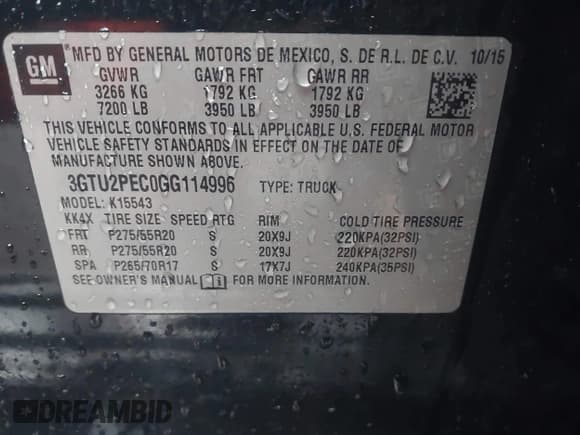 GM
MFD BY GENERAL MOTORS DE MEXICO, S. DE R.L. DE C.V. 10/15
GVWR GAWR FRT GAWR RR
3266 KG 1792 KG 1792 KG
7200 LB 3950 LB 3950 LB
THIS VEHICLE CONFORMS TO ALL APPLICABLE U.S. FEDERAL MOTOR
VEHICLE SAFETY STANDARDS IN EFFECT ON THE DATE OF
MANUFACTURE SHOWN ABOVE.
3GTU2PEC0GG114996 TYPE: TRUCK
MODEL: K15543
KK4X TIRE SIZE SPEED RTG RIM COLD TIRE PRESSURE
FRT P275/55R20 S 20X9J 220KPA(32PSI)
RR P275/55R20 S 20X9J 220KPA(32PSI)
SPA P265/70R17 S 17X7J 240KPA(35PSI)
SEE OWNER'S MANUAL FOR MORE INFORMATION.
DREAMBID